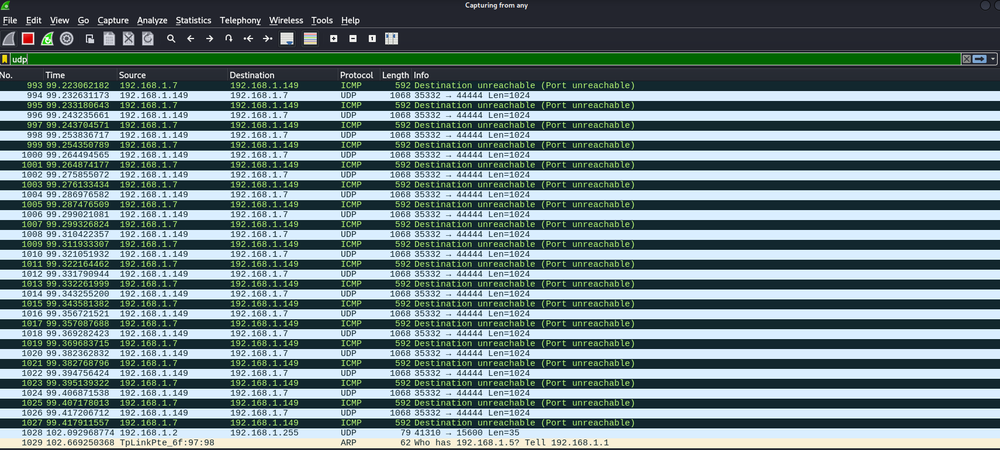 Capturing from any
File Edit View Go Capture Analyze Statistics Telephony Wireless Tools Help
udp
No. Time Source Destination Protocol Length Info
993 99.223062182 192.168.1.7 192.168.1.149 ICMP 592 Destination unreachable (Port unreachable)
994 99.232631173 192.168.1.149 192.168.1.7 UDP 1068 35332 → 44444 Len=1024
995 99.233180643 192.168.1.7 192.168.1.149 ICMP 592 Destination unreachable (Port unreachable)
996 99.243235661 192.168.1.149 192.168.1.7 UDP 1068 35332 → 44444 Len=1024
997 99.243704571 192.168.1.7 192.168.1.149 ICMP 592 Destination unreachable (Port unreachable)
998 99.253836717 192.168.1.149 192.168.1.7 UDP 1068 35332 → 44444 Len=1024
999 99.254350789 192.168.1.7 192.168.1.149 ICMP 592 Destination unreachable (Port unreachable)
1000 99.264494565 192.168.1.149 192.168.1.7 UDP 1068 35332 → 44444 Len=1024
1001 99.264874177 192.168.1.7 192.168.1.149 ICMP 592 Destination unreachable (Port unreachable)
1002 99.275855072 192.168.1.149 192.168.1.7 UDP 1068 35332 → 44444 Len=1024
1003 99.276133434 192.168.1.7 192.168.1.149 ICMP 592 Destination unreachable (Port unreachable)
1004 99.286976582 192.168.1.149 192.168.1.7 UDP 1068 35332 → 44444 Len=1024
1005 99.287476509 192.168.1.7 192.168.1.149 ICMP 592 Destination unreachable (Port unreachable)
1006 99.299021081 192.168.1.149 192.168.1.7 UDP 1068 35332 → 44444 Len=1024
1007 99.299326824 192.168.1.7 192.168.1.149 ICMP 592 Destination unreachable (Port unreachable)
1008 99.310422357 192.168.1.149 192.168.1.7 UDP 1068 35332 → 44444 Len=1024
1009 99.311933307 192.168.1.7 192.168.1.149 ICMP 592 Destination unreachable (Port unreachable)
1010 99.321051932 192.168.1.149 192.168.1.7 UDP 1068 35332 → 44444 Len=1024
1011 99.322164462 192.168.1.7 192.168.1.149 ICMP 592 Destination unreachable (Port unreachable)
1012 99.331790944 192.168.1.149 192.168.1.7 UDP 1068 35332 → 44444 Len=1024
1013 99.332261999 192.168.1.7 192.168.1.149 ICMP 592 Destination unreachable (Port unreachable)
1014 99.343255200 192.168.1.149 192.168.1.7 UDP 1068 35332 → 44444 Len=1024
1015 99.343581382 192.168.1.7 192.168.1.149 ICMP 592 Destination unreachable (Port unreachable)
1016 99.356721521 192.168.1.149 192.168.1.7 UDP 1068 35332 → 44444 Len=1024
1017 99.357087688 192.168.1.7 192.168.1.149 ICMP 592 Destination unreachable (Port unreachable)
1018 99.369282423 192.168.1.149 192.168.1.7 UDP 1068 35332 → 44444 Len=1024
1019 99.369683715 192.168.1.7 192.168.1.149 ICMP 592 Destination unreachable (Port unreachable)
1020 99.382362832 192.168.1.149 192.168.1.7 UDP 1068 35332 → 44444 Len=1024
1021 99.382768796 192.168.1.7 192.168.1.149 ICMP 592 Destination unreachable (Port unreachable)
1022 99.394756424 192.168.1.149 192.168.1.7 UDP 1068 35332 → 44444 Len=1024
1023 99.395139322 192.168.1.7 192.168.1.149 ICMP 592 Destination unreachable (Port unreachable)
1024 99.406871538 192.168.1.149 192.168.1.7 UDP 1068 35332 → 44444 Len=1024
1025 99.407178013 192.168.1.7 192.168.1.149 ICMP 592 Destination unreachable (Port unreachable)
1026 99.417206712 192.168.1.149 192.168.1.7 UDP 1068 35332 → 44444 Len=1024
1027 99.417911557 192.168.1.7 192.168.1.149 ICMP 592 Destination unreachable (Port unreachable)
1028 102.092968774 192.168.1.2 192.168.1.255 UDP 79 41310 → 15600 Len=35
1029 102.669250368 TpLinkPte_6f:97:98 ARP 62 Who has 192.168.1.5? Tell 192.168.1.1